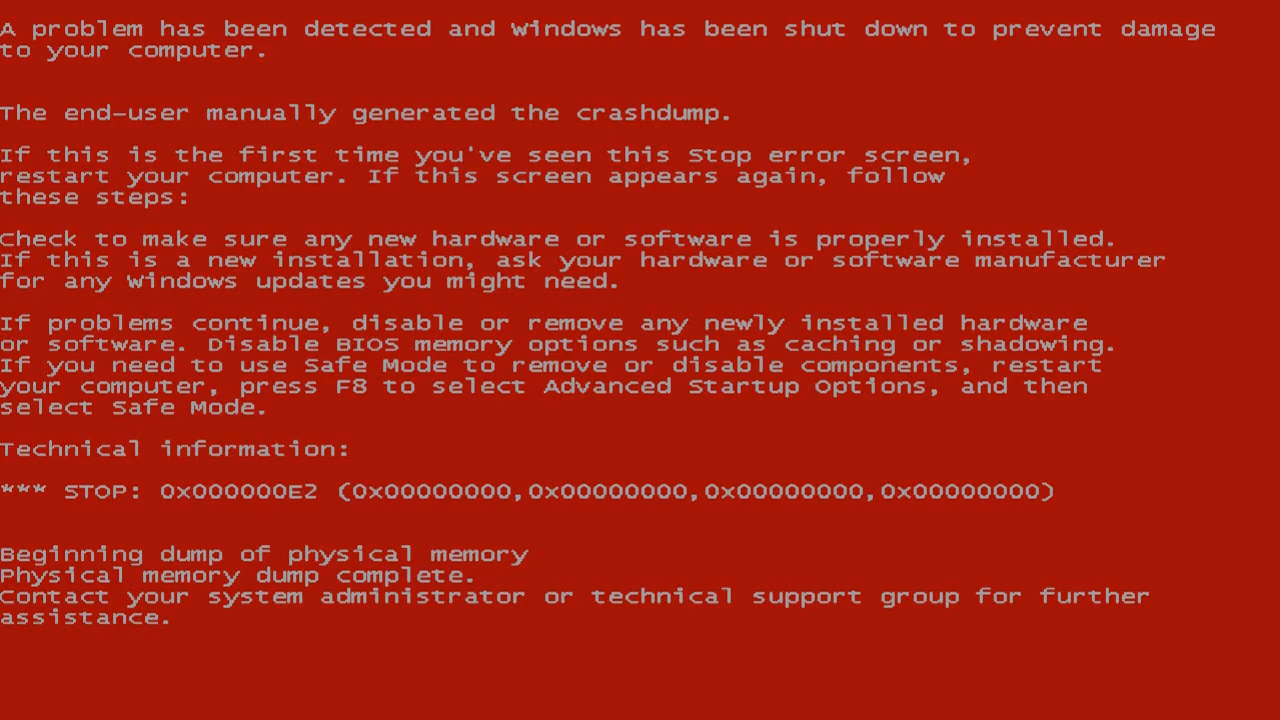 A problem has been detected and Windows has been shut down to prevent damage
to your computer.
The end-user manually generated the crashdump.
If this is the first time you've seen this Stop error screen,
restart your computer. If this screen appears again, follow
these steps:
Check to make sure any new hardware or software is properly installed.
If this is a new installation, ask your hardware or software manufacturer
for any Windows updates you might need.
If problems continue, disable or remove any newly installed hardware
or software. Disable BIOS memory options such as caching or shadowing.
If you need to use Safe Mode to remove or disable components, restart
your computer, press F8 to select Advanced Startup Options, and then
select Safe Mode.
Technical information:
*** STOP: 0x000000E2 (0x00000000,0x00000000,0x00000000,0x00000000)
Beginning dump of physical memory
Physical memory dump complete.
Contact your system administrator or technical support group for further
assistance.